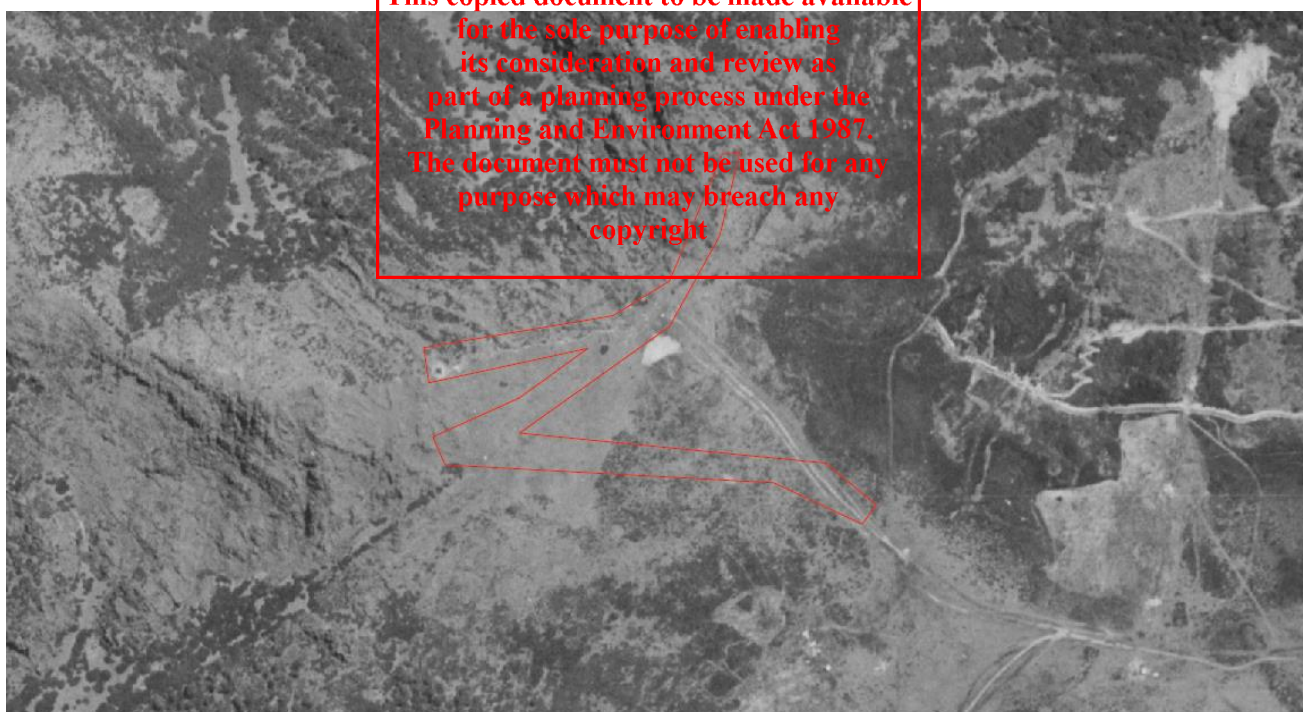 This copied document to be made available
for the sole purpose of enabling
its consideration and review as
part of a planning process under the
Planning and Environment Act 1987.
The document must not be used for any
purpose which may breach any
copyright